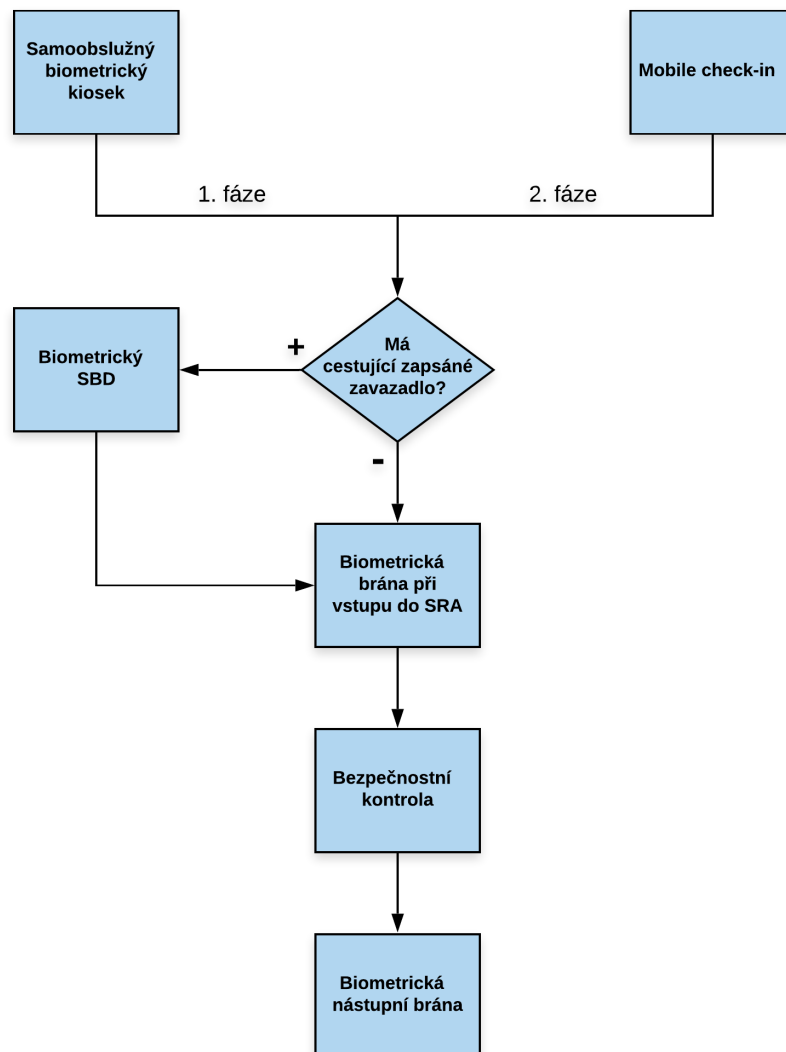 Samoobslužný
biometrický
kiosek
Mobile check-in
1. fáze
2. fáze
Má
cestující zapsáné
zavazadlo?
+
Biometrický
SBD
-
Biometrická
brána při
vstupu do SRA
Bezpečnostní
kontrola
Biometrická
nástupní brána